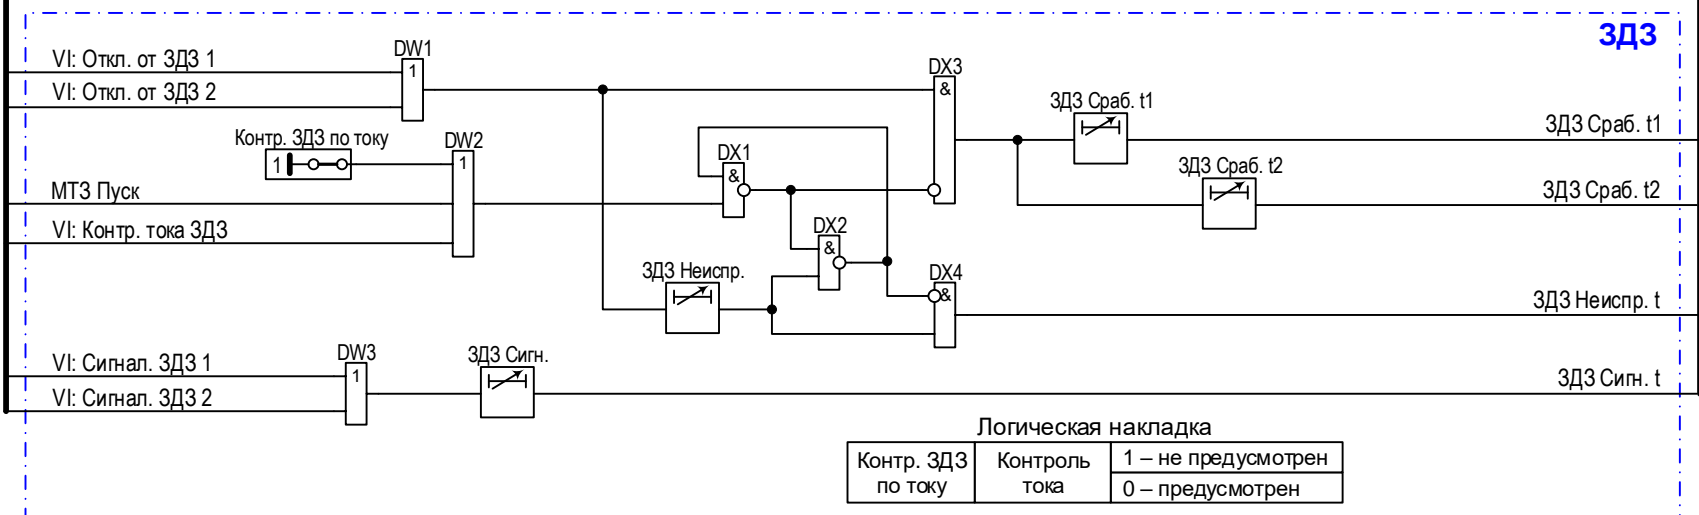 ЗДЗ
VI: Откл. от ЗДЗ 1
DW1
1
VI: Откл. от ЗДЗ 2
DX3
&
ЗДЗ Сраб. t1
ЗДЗ Сраб. t1
Контр. ЗДЗ по току
1
DW2
1
DX1
&
ЗДЗ Сраб. t2
ЗДЗ Сраб. t2
МТЗ Пуск
VI: Контр. тока ЗДЗ
DX2
&
ЗДЗ Неиспр.
DX4
&
ЗДЗ Неиспр. t
VI: Сигнал. ЗДЗ 1
DW3
1
ЗДЗ Сигн.
ЗДЗ Сигн. t
VI: Сигнал. ЗДЗ 2
Логическая накладка
Контр. ЗДЗ
по току
Контроль
тока
1 – не предусмотрен
0 – предусмотрен